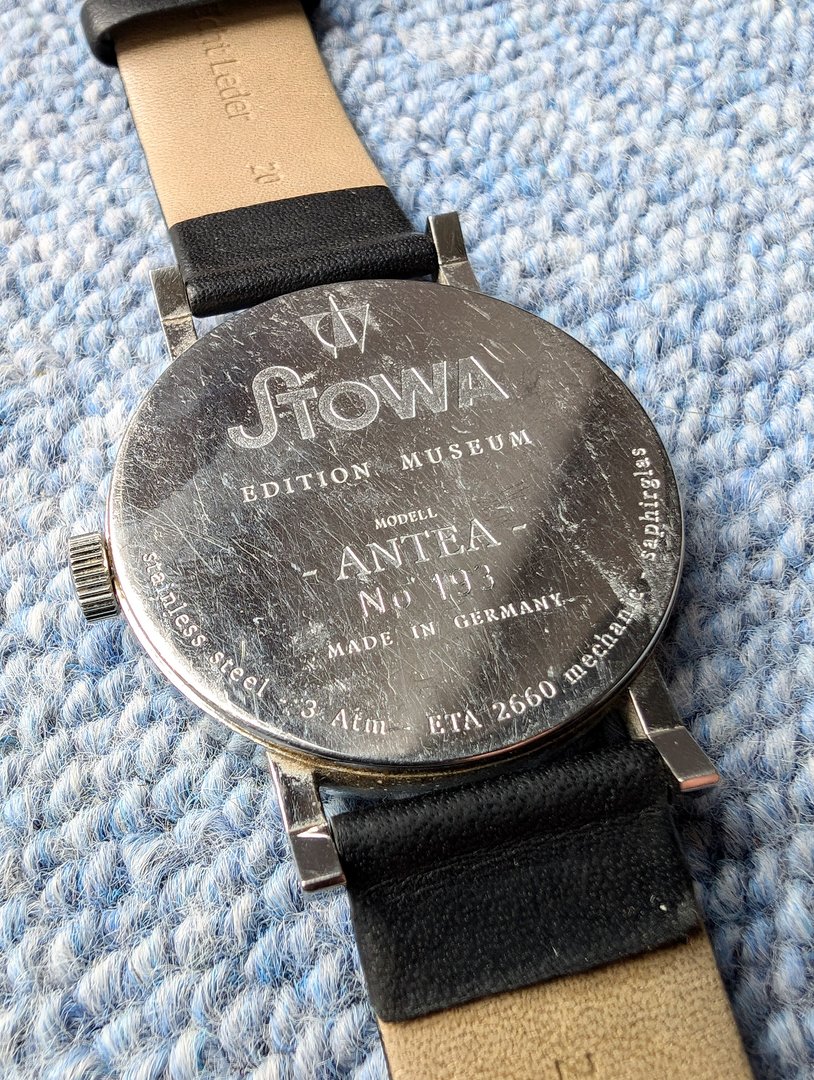 cht Leder
20
STOWA
EDITION MUSEUM
MODELL
- ANTEA -
No 193
MADE IN GERMANY
stainless steel . 3 Atm - ETA 2660 mechanic - saphirglas